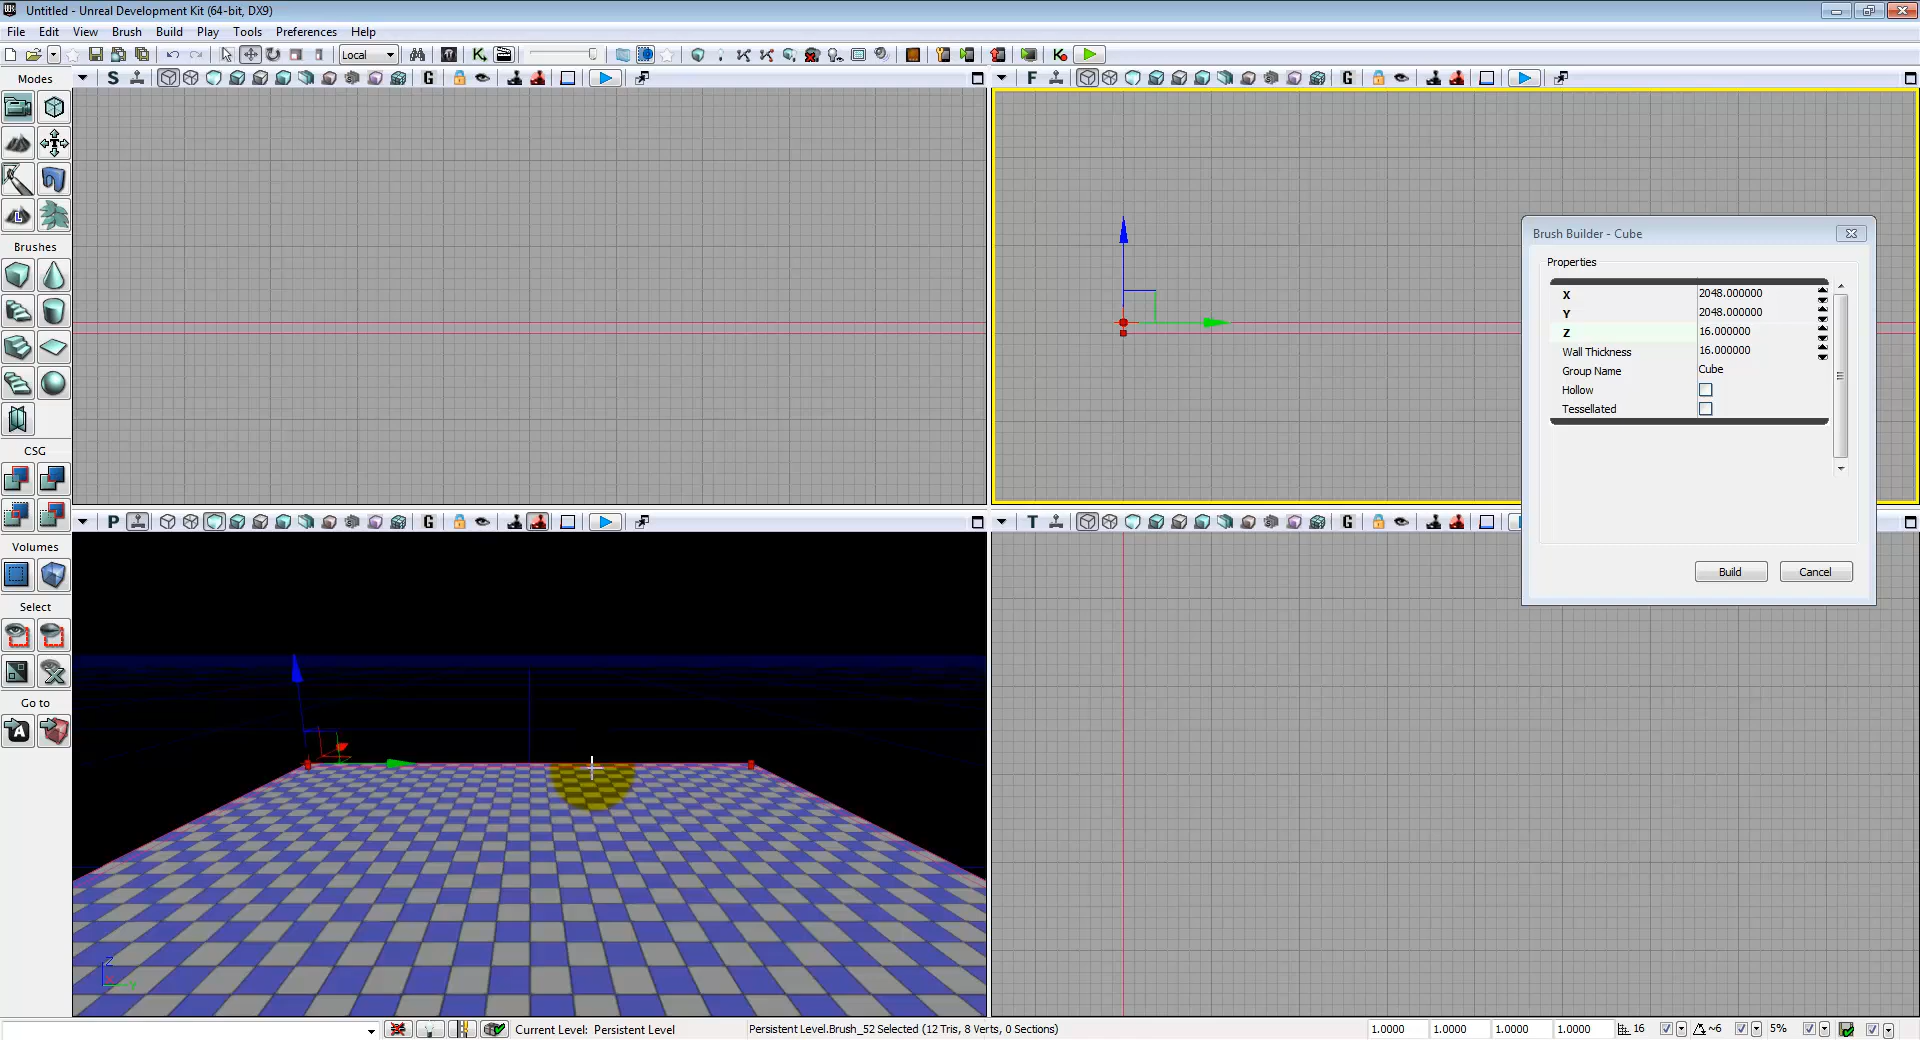 Untitled - Unreal Development Kit (64-bit, DX9)
File Edit View Brush Build Play Tools Preferences Help
Local
Modes
S
G
F
G
Brushes
CSG
Volumes
Select
Go to
Brush Builder - Cube
Properties
X 2048.000000
Y 2048.000000
Z 16.000000
Wall Thickness 16.000000
Group Name Cube
Hollow
Tessellated
Build Cancel
P
G
T
G
Z
Y
Current Level: Persistent Level
Persistent Level.Brush_52 Selected (12 Tris, 8 Verts, 0 Sections)
1.0000 1.0000 1.0000 1.0000 16 ~6 5%